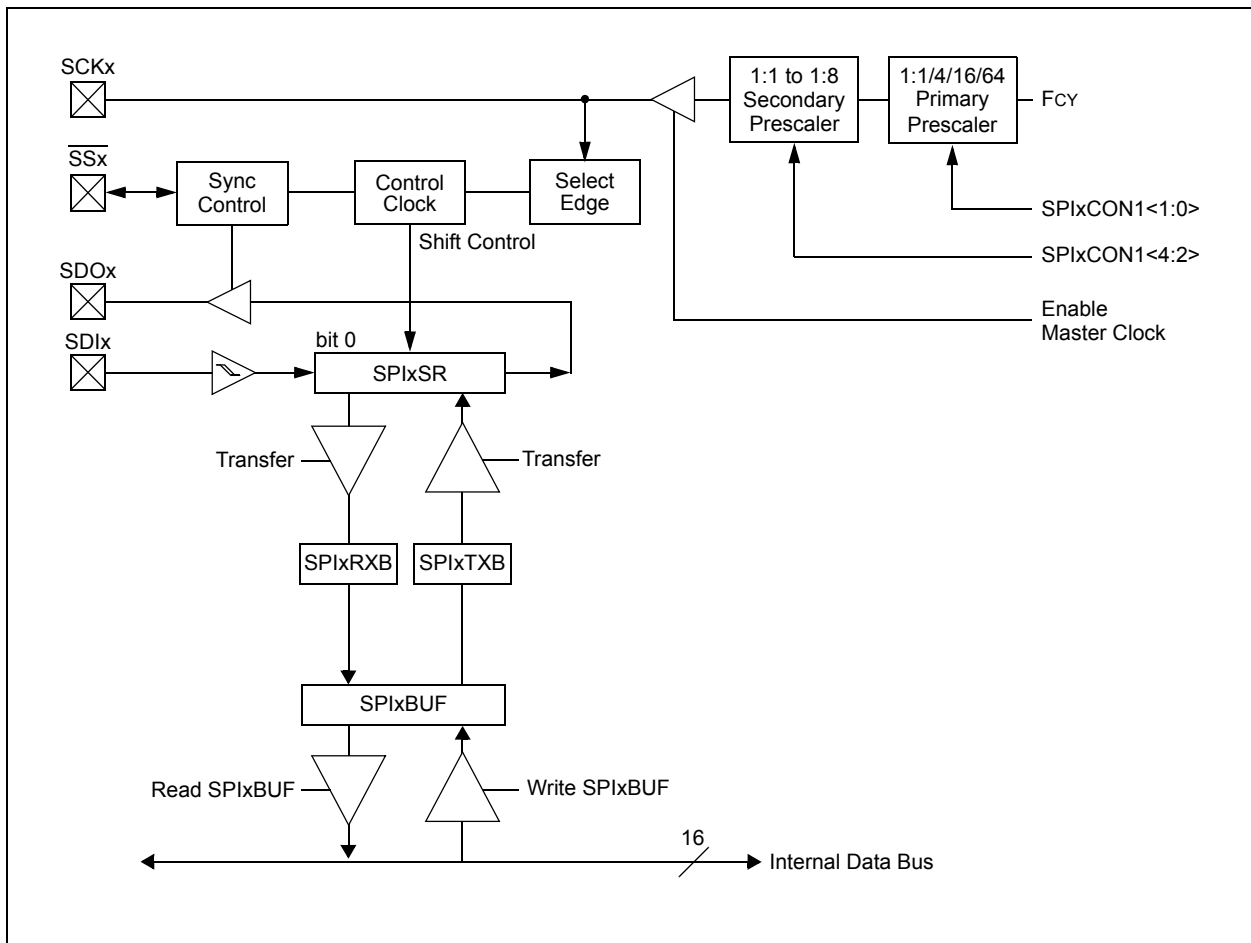 SCKx
1:1 to 1:8
Secondary
Prescaler
1:1/4/16/64
Primary
Prescaler
FCY
SSx
Sync
Control
Control
Clock
Select
Edge
Shift Control
SPIxCON1<1:0>
SPIxCON1<4:2>
SDOx
Enable
Master Clock
SDIx
bit 0
SPIxSR
Transfer
Transfer
SPIxRXB
SPIxTXB
SPIxBUF
Read SPIxBUF
Write SPIxBUF
16
Internal Data Bus